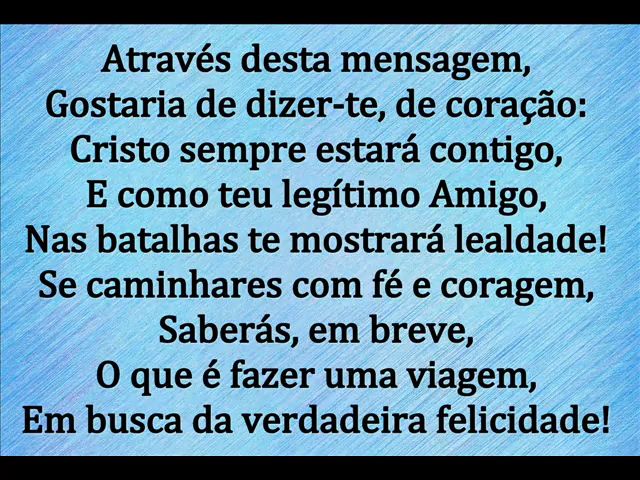 Através desta mensagem,
Gostaria de dizer-te, de coração:
Cristo sempre estará contigo,
E como teu legítimo Amigo,
Nas batalhas te mostrará lealdade!
Se caminhares com fé e coragem,
Saberás, em breve,
O que é fazer uma viagem,
Em busca da verdadeira felicidade!